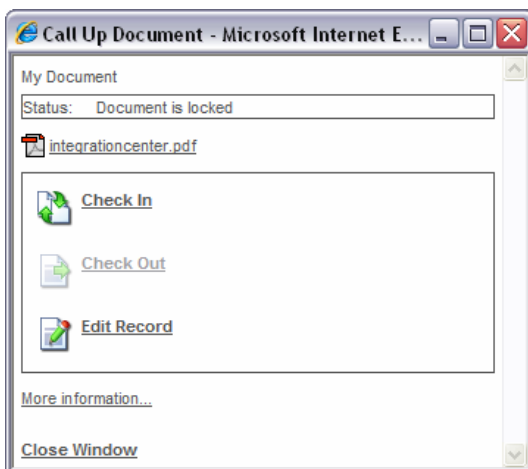 Call Up Document - Microsoft Internet E...
My Document
Status: Document is locked
integrationcenter.pdf
Check In
Check Out
Edit Record
More information...
Close Window